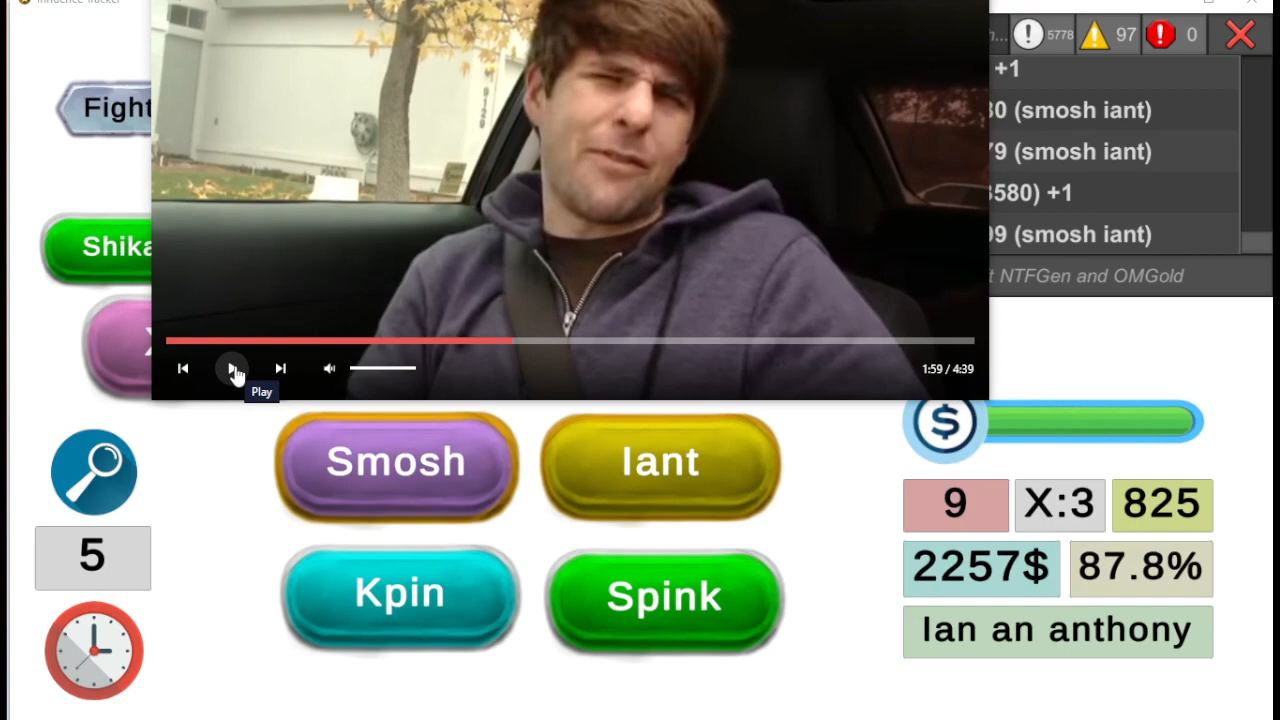 Influence Tracker
5778
97
0
+1
Fight
0 (smosh iant)
9 (smosh iant)
580) +1
Shika
9 (smosh iant)
NTFGen and OMGold
1:59 / 4:39
Play
Smosh
Iant
$
9
X:3
825
5
2257$
87.8%
Kpin
Spink
Ian an anthony